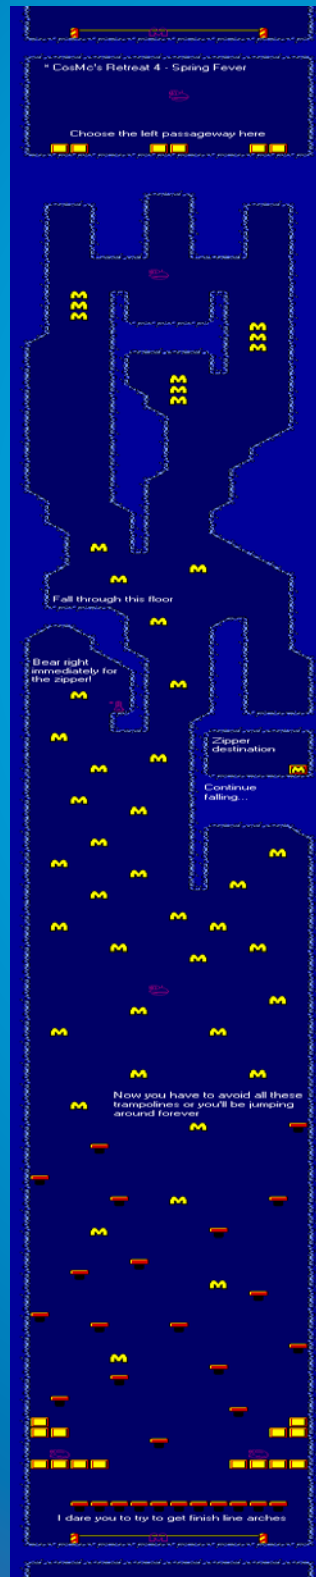 * CosMc's Retreat 4 - Spring Fever
Choose the left passageway here
Fall through this floor
Bear right
immediately for
the zipper!
Zipper
destination
Continue
falling...
Now you have to avoid all these
trampolines or you'll be jumping
around forever
I dare you to try to get finish line arches